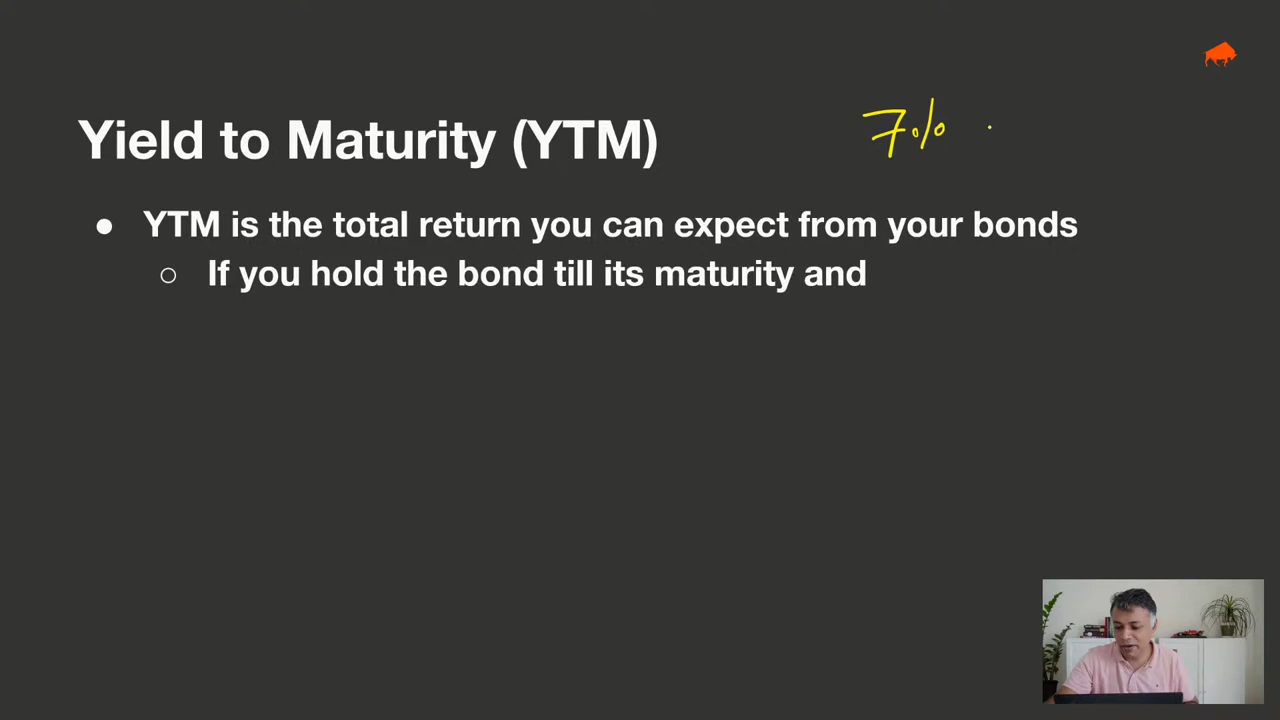 Yield to Maturity (YTM)
7%
● YTM is the total return you can expect from your bonds
○ If you hold the bond till its maturity and